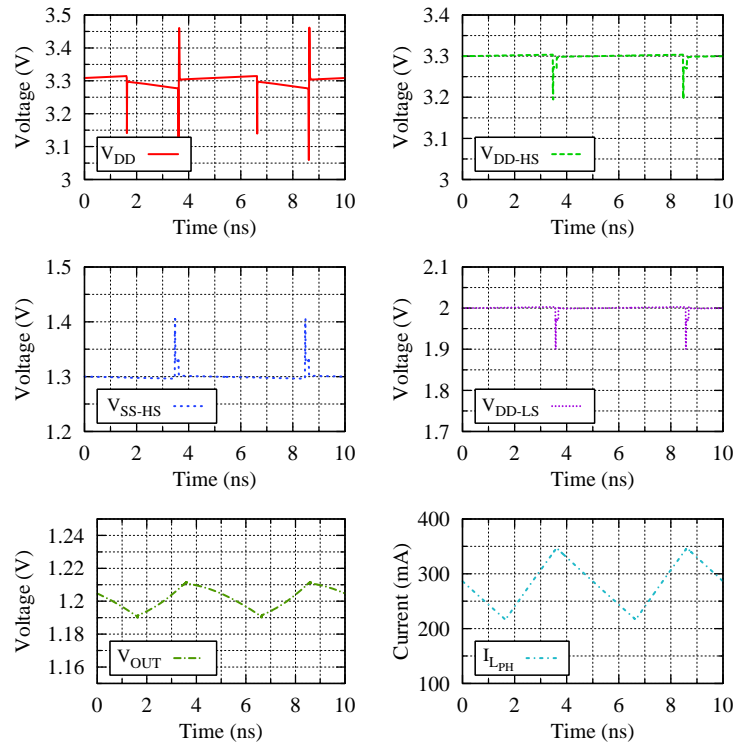 3.5
3.4
3.3
3.2
3.1
3
Voltage (V)
V_DD
0 2 4 6 8 10
Time (ns)
3.5
3.4
3.3
3.2
3.1
3
Voltage (V)
V_DD-HS
0 2 4 6 8 10
Time (ns)
1.5
1.4
1.3
1.2
Voltage (V)
V_SS-HS
0 2 4 6 8 10
Time (ns)
2.1
2
1.9
1.8
1.7
Voltage (V)
V_DD-LS
0 2 4 6 8 10
Time (ns)
1.24
1.22
1.20
1.18
1.16
Voltage (V)
V_OUT
0 2 4 6 8 10
Time (ns)
400
300
200
100
Current (mA)
I_L_PH
0 2 4 6 8 10
Time (ns)